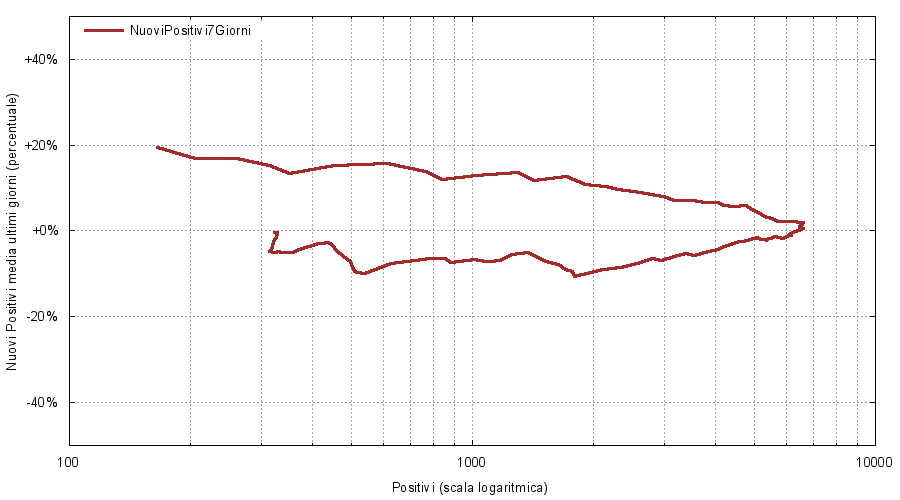 NuoviPositivi7Giorni
+40%
+20%
+0%
-20%
-40%
Nuovi Positivi media ultimi giorni (percentuale)
100
1000
10000
Positivi (scala logaritmica)